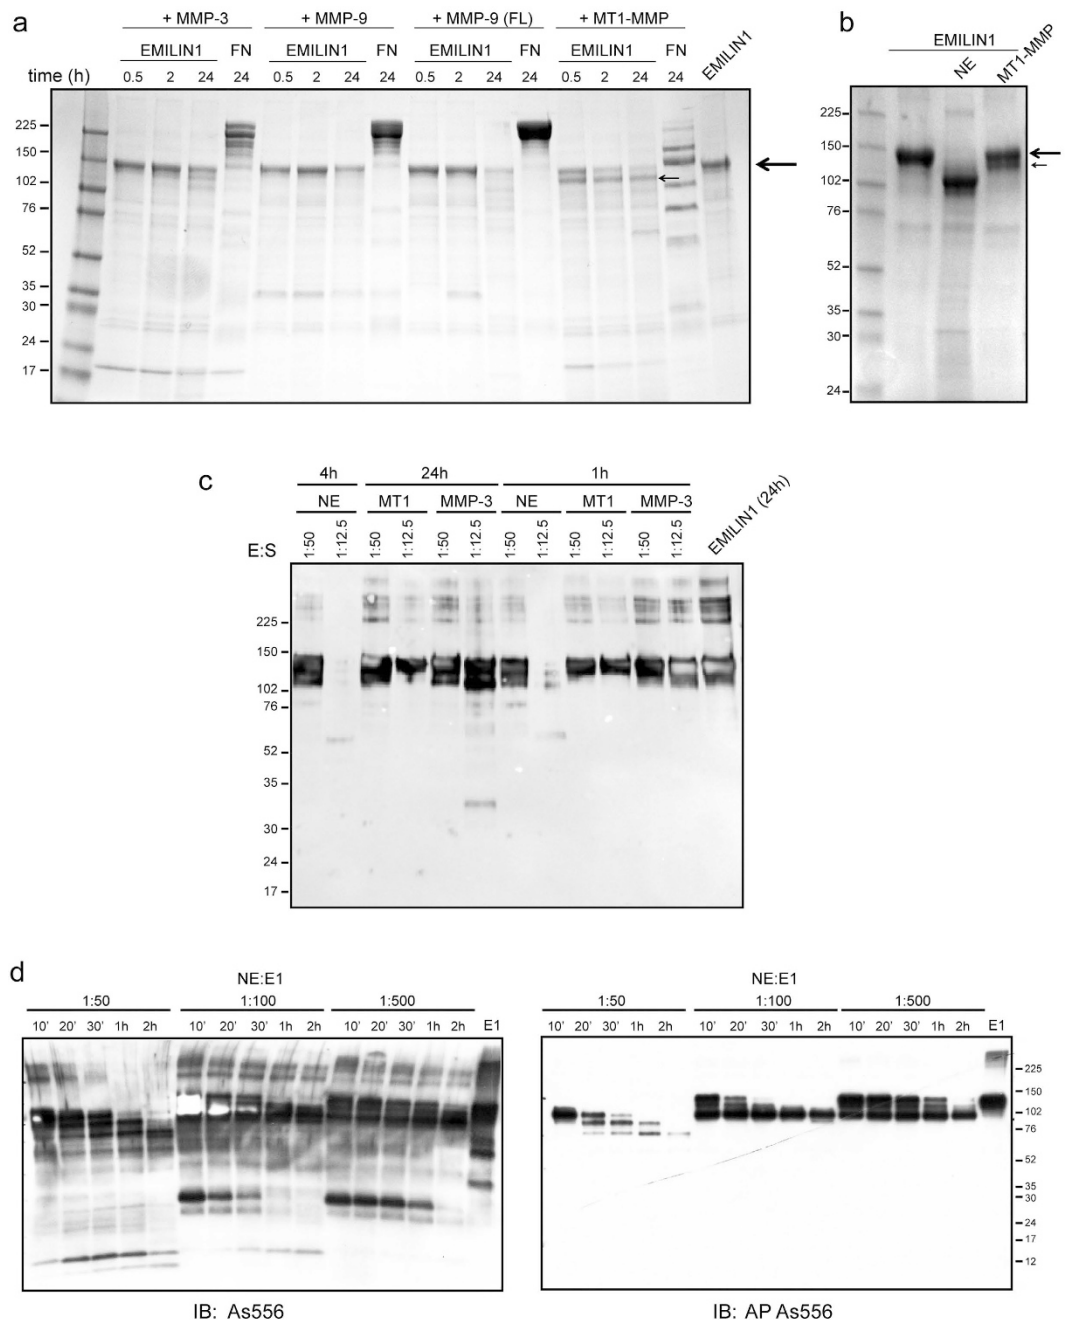 a
+ MMP-3 + MMP-9 + MMP-9 (FL) + MT1-MMP
EMILIN1 FN EMILIN1 FN EMILIN1 FN EMILIN1 FN EMILIN1
time (h) 0.5 2 24 24 0.5 2 24 24 0.5 2 24 24 0.5 2 24 24
225
150
102
76
52
35
30
24
17
b
EMILIN1
NE MT1-MMP
225
150
102
76
52
35
30
24
c
4h 24h 1h
NE MT1 MMP-3 NE MT1 MMP-3 EMILIN1 (24h)
E:S 1:50 1:12.5 1:50 1:12.5 1:50 1:12.5 1:50 1:12.5 1:50 1:12.5 1:50 1:12.5
225
150
102
76
52
35
30
24
17
d
NE:E1
1:50 1:100 1:500
10' 20' 30' 1h 2h 10' 20' 30' 1h 2h 10' 20' 30' 1h 2h E1
IB: As556
NE:E1
1:50 1:100 1:500
10' 20' 30' 1h 2h 10' 20' 30' 1h 2h 10' 20' 30' 1h 2h E1
225
150
102
76
52
35
30
24
17
12
IB: AP As556